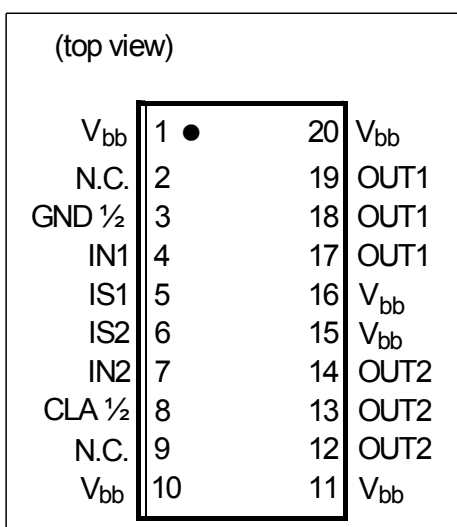 (top view)
Vbb 1 ● 20 Vbb
N.C. 2 19 OUT1
GND ½ 3 18 OUT1
IN1 4 17 OUT1
IS1 5 16 Vbb
IS2 6 15 Vbb
IN2 7 14 OUT2
CLA ½ 8 13 OUT2
N.C. 9 12 OUT2
Vbb 10 11 Vbb